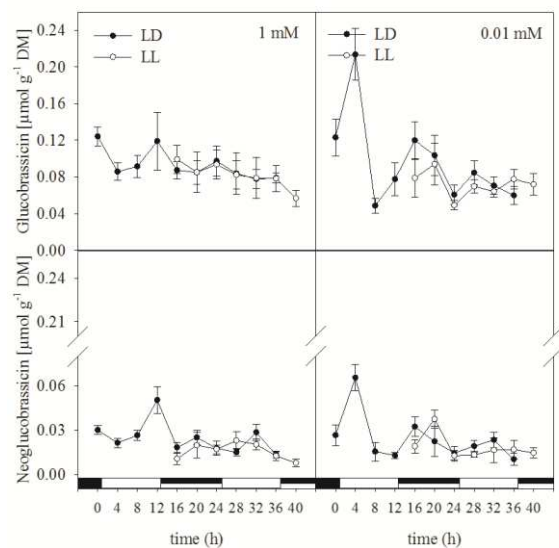 LD
LL
1 mM
LD
LL
0.01 mM
Glucobrassicin [µmol g-1 DM]
0.24
0.20
0.16
0.12
0.08
0.04
0.00
Neoglucobrassicin [µmol g-1 DM]
0.24
0.21
0.06
0.03
0.00
0 4 8 12 16 20 24 28 32 36 40
0 4 8 12 16 20 24 28 32 36 40
time (h)
time (h)